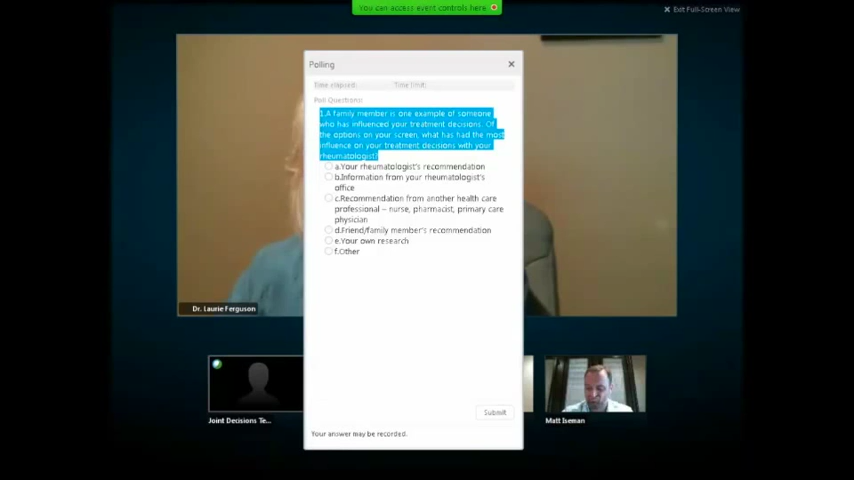 You can access event controls here.
Exit Full-Screen View
Polling
Time elapsed:
Time limit:
Poll Questions:
1.A family member is one example of someone
who has influenced your treatment decisions. Of
the options on your screen, what has had the most
influence on your treatment decisions with your
rheumatologist?
a.Your rheumatologist's recommendation
b.Information from your rheumatologist's
office
c.Recommendation from another health care
professional – nurse, pharmacist, primary care
physician
d.Friend/family member's recommendation
e.Your own research
f.Other
Dr. Laurie Ferguson
Submit
Joint Decisions Te...
Matt Iseman
Your answer may be recorded.